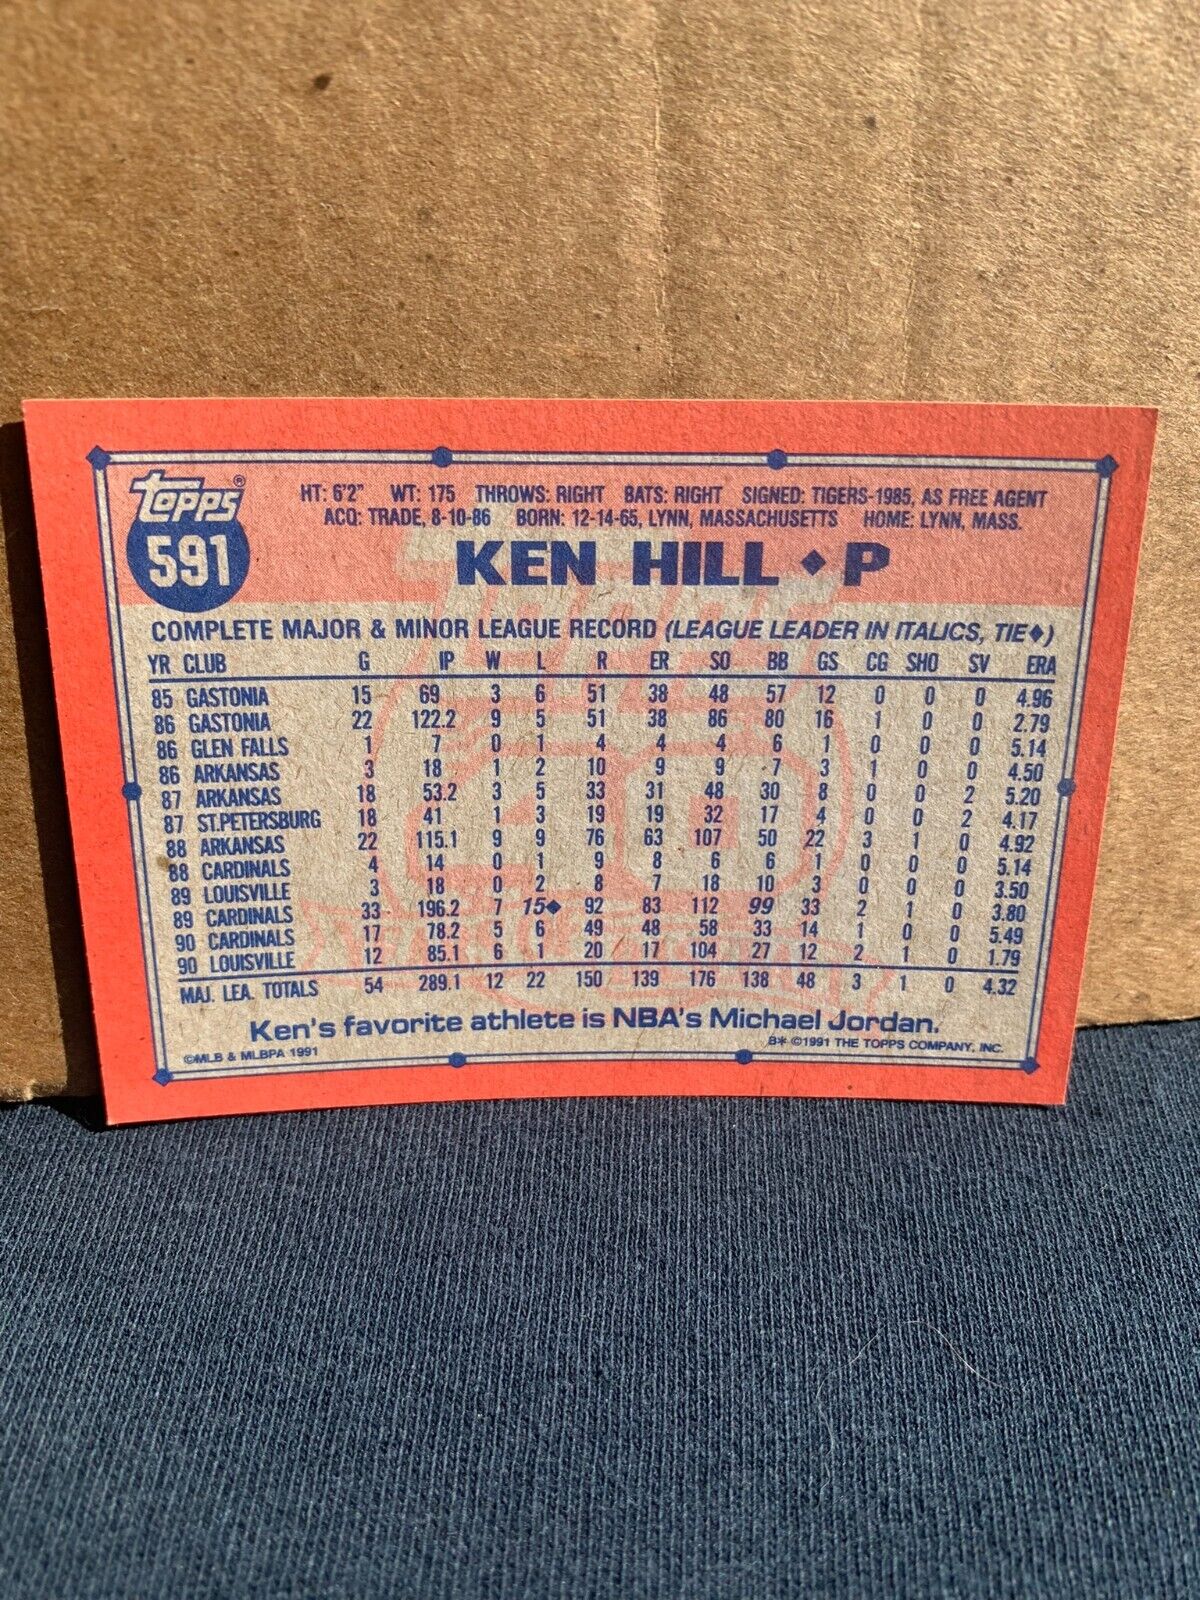 Topps®
591
HT: 6'2" WT: 175 THROWS: RIGHT BATS: RIGHT SIGNED: TIGERS-1985, AS FREE AGENT
ACQ: TRADE, 8-10-86 BORN: 12-14-65, LYNN, MASSACHUSETTS HOME: LYNN, MASS.
KEN HILL ◆ P
COMPLETE MAJOR & MINOR LEAGUE RECORD (LEAGUE LEADER IN ITALICS, TIE◆)
YR CLUB G IP W L R ER SO BB GS CG SHO SV ERA
85 GASTONIA 15 69 3 6 51 38 48 57 12 0 0 0 4.96
86 GASTONIA 22 122.2 9 5 51 38 86 80 16 1 0 0 2.79
86 GLEN FALLS 1 7 0 1 4 4 4 6 1 0 0 0 5.14
86 ARKANSAS 3 18 1 2 10 9 9 7 3 1 0 0 4.50
87 ARKANSAS 18 53.2 3 5 33 31 48 30 8 0 0 2 5.20
87 ST.PETERSBURG 18 41 1 3 19 19 32 17 4 0 0 2 4.17
88 ARKANSAS 22 115.1 9 9 76 63 107 50 22 3 1 0 4.92
88 CARDINALS 4 14 0 1 9 8 6 6 1 0 0 0 5.14
89 LOUISVILLE 3 18 0 2 8 7 18 10 3 0 0 0 3.50
89 CARDINALS 33 196.2 7 15◆ 92 83 112 99 33 2 1 0 3.80
90 CARDINALS 17 78.2 5 6 49 48 58 33 14 1 0 0 5.49
90 LOUISVILLE 12 85.1 6 1 20 17 104 27 12 2 1 0 1.79
MAJ. LEA. TOTALS 54 289.1 12 22 150 139 176 138 48 3 1 0 4.32
Ken's favorite athlete is NBA's Michael Jordan.
©MLB & MLBPA 1991 B* ©1991 THE TOPPS COMPANY, INC.